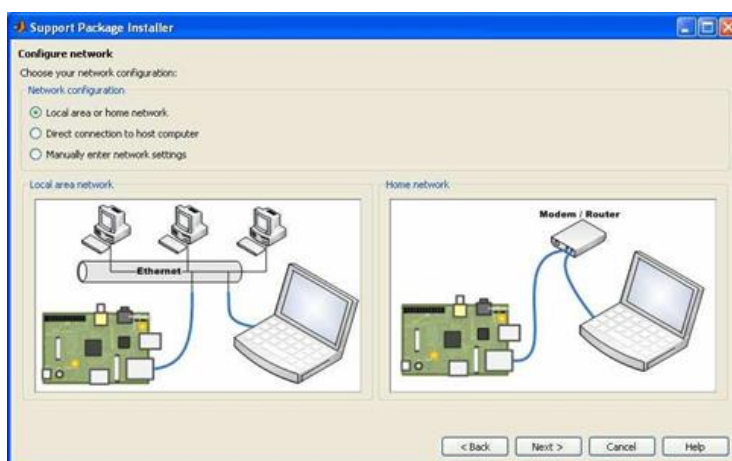 Support Package Installer
Configure network
Choose your network configuration:
Network configuration
Local area or home network
Direct connection to host computer
Manually enter network settings
Local area network
Home network
Ethernet
Modem / Router
< Back
Next >
Cancel
Help